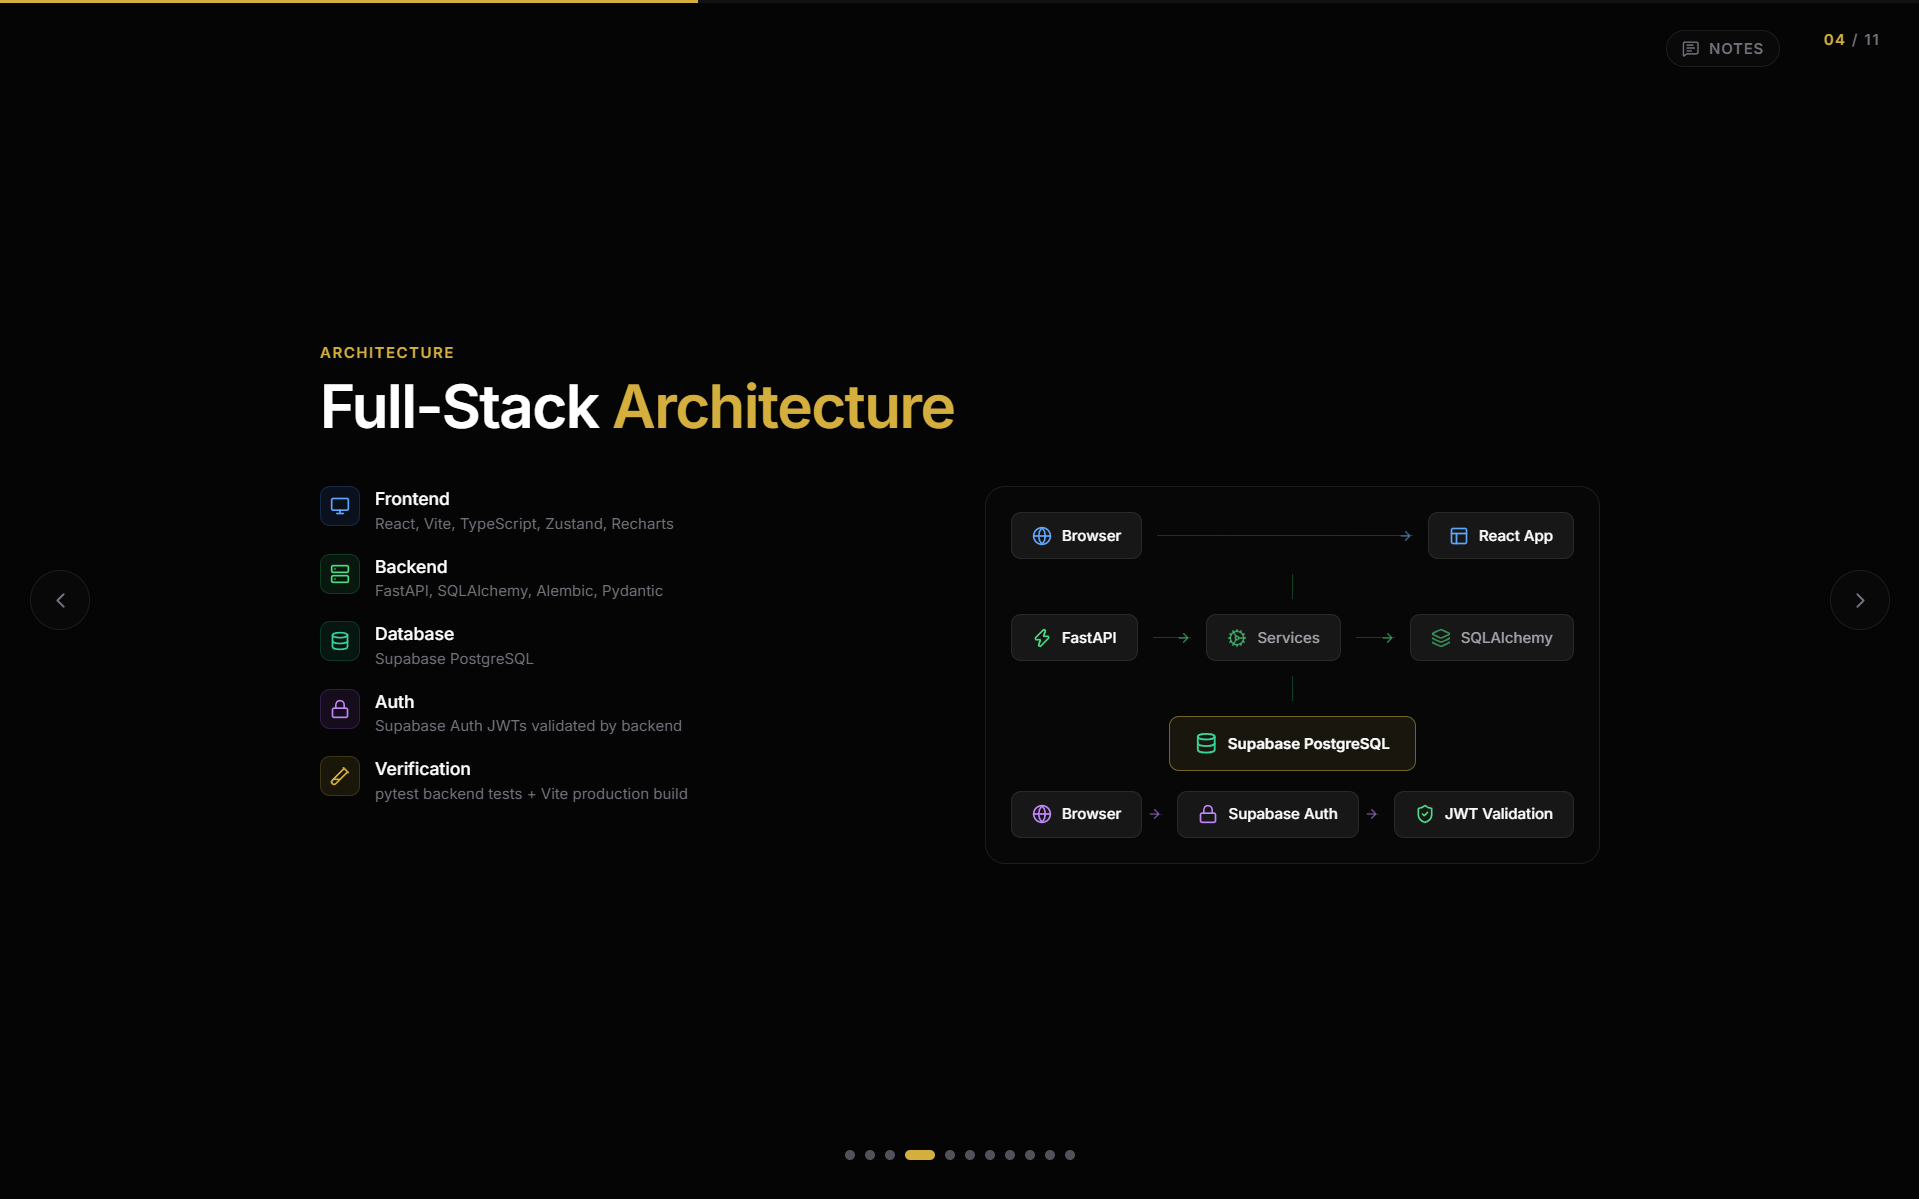 NOTES
04 / 11
ARCHITECTURE
Full-Stack Architecture
Frontend
React, Vite, TypeScript, Zustand, Recharts
Backend
FastAPI, SQLAlchemy, Alembic, Pydantic
Database
Supabase PostgreSQL
Auth
Supabase Auth JWTs validated by backend
Verification
pytest backend tests + Vite production build
Browser
React App
FastAPI
Services
SQLAlchemy
Supabase PostgreSQL
Browser
Supabase Auth
JWT Validation